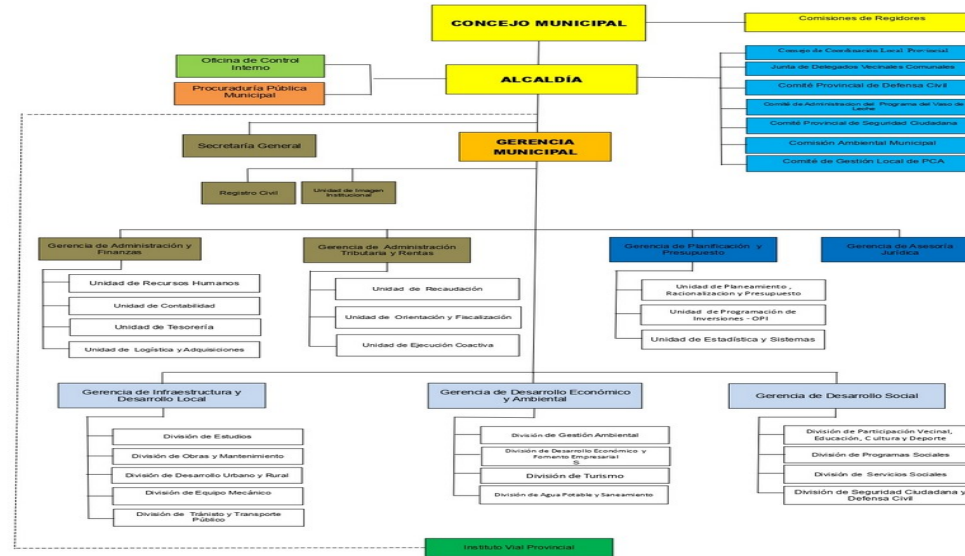 CONCEJO MUNICIPAL
Comisiones de Regidores
Oficina de Control
Interno
Procuraduría Pública
Municipal
ALCALDÍA
Consejo de Coordinación Local Provincial
Junta de Delegados Vecinales Comunales
Comité Provincial de Defensa Civil
Comité de Administracion del Programa del Vaso de
Leche
Comité Provincial de Seguridad Ciudadana
Comisión Ambiental Municipal
Comité de Gestión Local de PCA
Secretaría General
GERENCIA
MUNICIPAL
Registro Civil
Unidad de Imagen
Institucional
Gerencia de Administración y
Finanzas
Unidad de Recursos Humanos
Unidad de Contabilidad
Unidad de Tesorería
Unidad de Logística y Adquisiciones
Gerencia de Administración
Tributaria y Rentas
Unidad de Recaudación
Unidad de Orientación y Fiscalización
Unidad de Ejecución Coactiva
Gerencia de Planificación y
Presupuesto
Unidad de Planeamiento ,
Racionalizacion y Presupuesto
Unidad de Programación de
Inversiones - OPI
Unidad de Estadística y Sistemas
Gerencia de Asesoría
Jurídica
Gerencia de Infraestructura y
Desarrollo Local
División de Estudios
División de Obras y Mantenimiento
División de Desarrollo Urbano y Rural
División de Equipo Mecánico
División de Tránsito y Transporte
Público
Gerencia de Desarrollo Económico
y Ambiental
División de Gestión Ambiental
División de Desarrollo Económico y
Fomento Empresarial
S
División de Turismo
División de Agua Potable y Saneamiento
Gerencia de Desarrollo Social
División de Participación Vecinal,
Educación, Cultura y Deporte
División de Programas Sociales
División de Servicios Sociales
División de Seguridad Ciudadana y
Defensa Civil
Instituto Vial Provincial